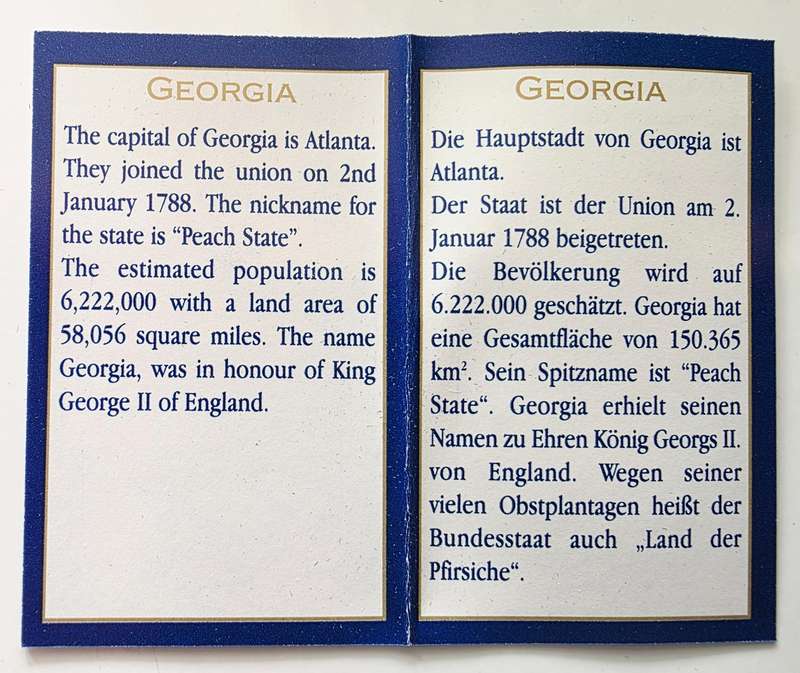 GEORGIA
The capital of Georgia is Atlanta.
They joined the union on 2nd
January 1788. The nickname for
the state is “Peach State”.
The estimated population is
6,222,000 with a land area of
58,056 square miles. The name
Georgia, was in honour of King
George II of England.
GEORGIA
Die Hauptstadt von Georgia ist
Atlanta.
Der Staat ist der Union am 2.
Januar 1788 beigetreten.
Die Bevölkerung wird auf
6.222.000 geschätzt. Georgia hat
eine Gesamtfläche von 150.365
km². Sein Spitzname ist “Peach
State“. Georgia erhielt seinen
Namen zu Ehren König Georgs II.
von England. Wegen seiner
vielen Obstplantagen heißt der
Bundesstaat auch „Land der
Pfirsiche“.